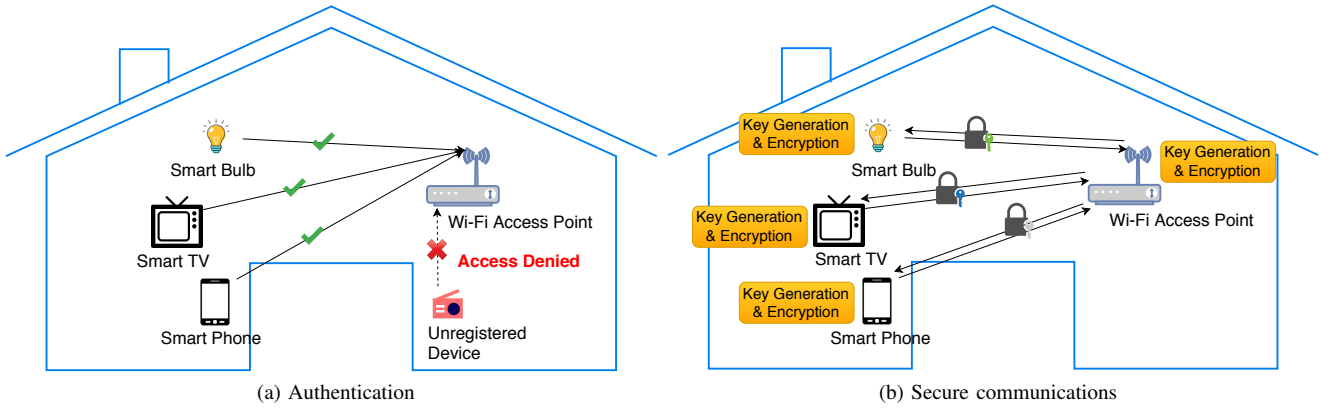 Smart Bulb
Wi-Fi Access Point
Smart TV
Access Denied
Smart Phone
Unregistered
Device
(a) Authentication
Key Generation
& Encryption
Smart Bulb
Key Generation
& Encryption
Wi-Fi Access Point
Key Generation
& Encryption
Smart TV
Key Generation
& Encryption
Smart Phone
(b) Secure communications